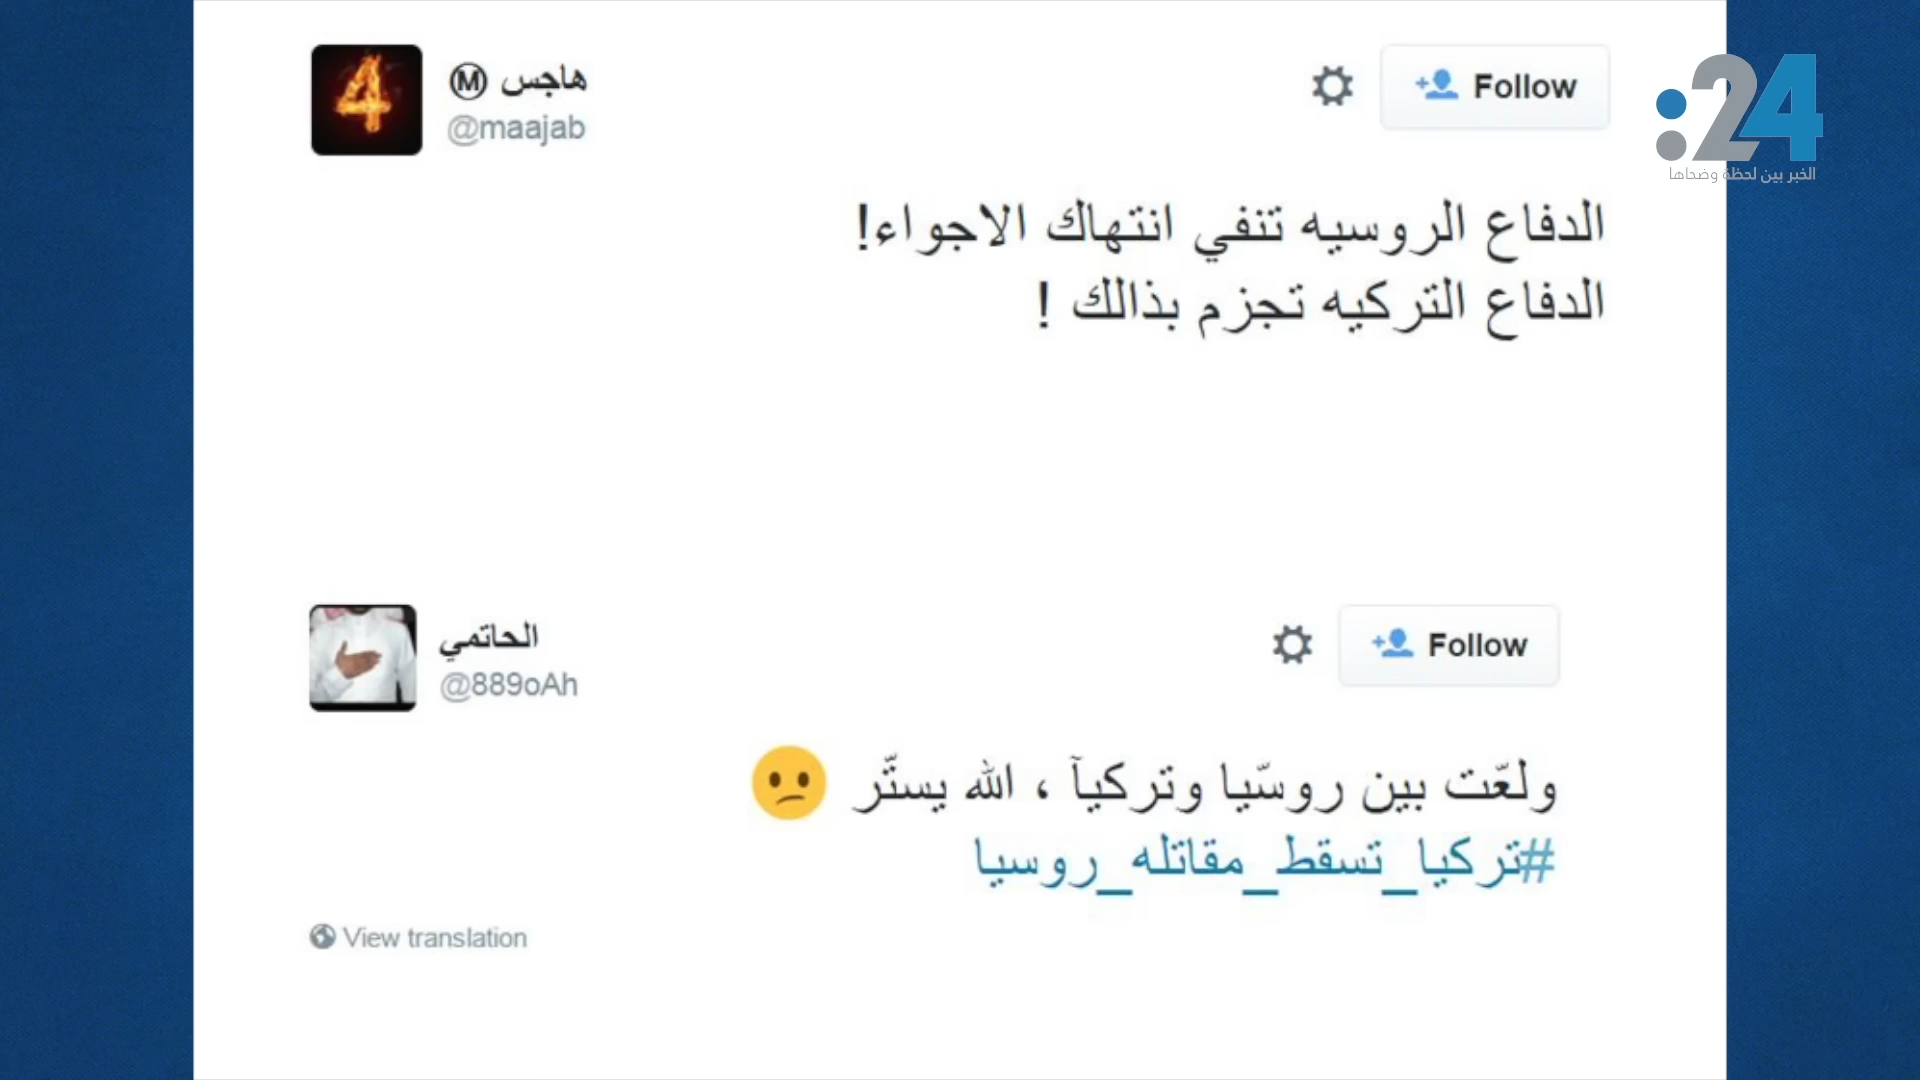 هاجس Ⓜ
@maajab
Follow
:24
الخبر بين لحظة وضحاها
الدفاع الروسيه تنفي انتهاك الاجواء!
الدفاع التركيه تجزم بذالك !
الحاتمي
@889oAh
Follow
ولعّت بين روسّيا وتركيآ ، الله يستّر 😕
#تركيا_تسقط_مقاتله_روسيا
View translation